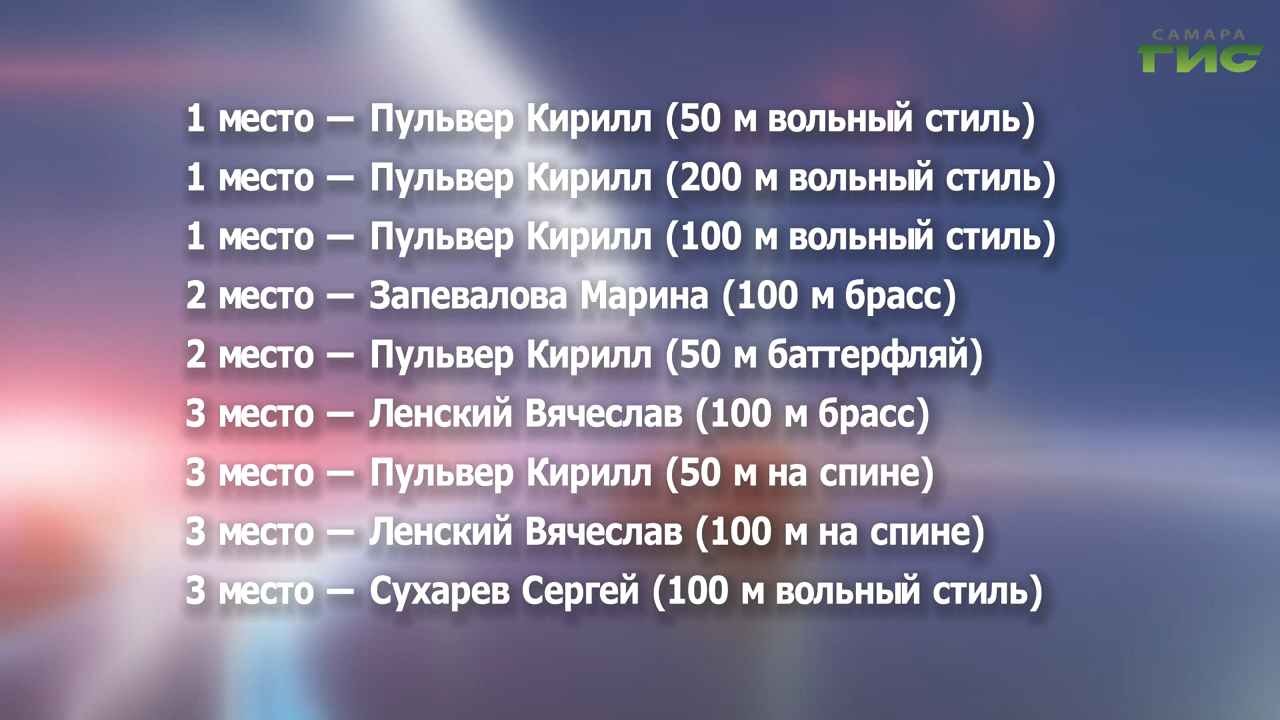 САМАРА
ГИС
1 место — Пульвер Кирилл (50 м вольный стиль)
1 место — Пульвер Кирилл (200 м вольный стиль)
1 место — Пульвер Кирилл (100 м вольный стиль)
2 место — Запевалова Марина (100 м брасс)
2 место — Пульвер Кирилл (50 м баттерфляй)
3 место — Ленский Вячеслав (100 м брасс)
3 место — Пульвер Кирилл (50 м на спине)
3 место — Ленский Вячеслав (100 м на спине)
3 место — Сухарев Сергей (100 м вольный стиль)